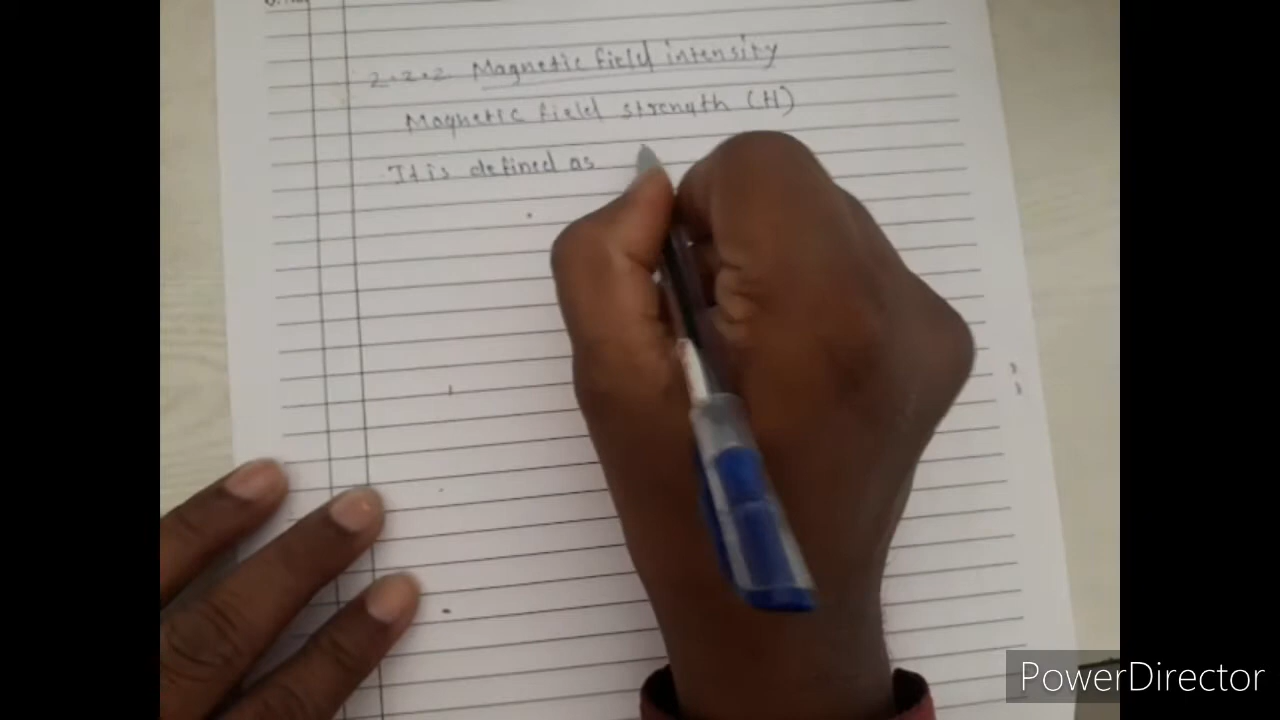 2.2.2 Magnetic field intensity
Magnetic field strength (H)
It is defined as
PowerDirector